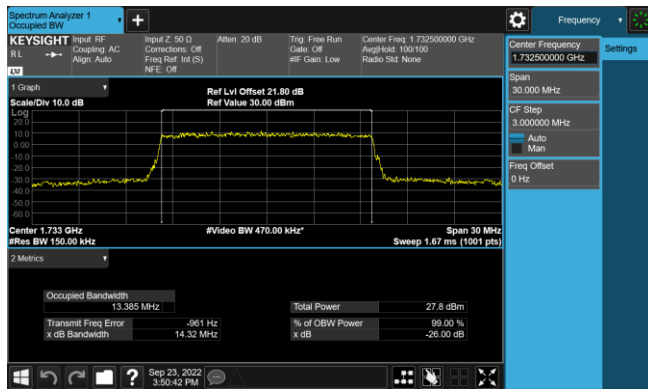 Spectrum Analyzer 1
Occupied BW
Frequency
KEYSIGHT
Input: RF
Coupling: AC
Align: Auto
Input Z: 50 Ω
Corrections: Off
Freq Ref: Int (S)
NFE: Off
Atten: 20 dB
Trig: Free Run
Gate: Off
#IF Gain: Low
Center Freq: 1.732500000 GHz
Avg|Hold: 100/100
Radio Std: None
R L
LXI
Center Frequency
1.732500000 GHz
Settings
Span
30.000 MHz
CF Step
3.000000 MHz
Auto
Man
Freq Offset
0 Hz
1 Graph
Scale/Div 10.0 dB
Ref Lvl Offset 21.80 dB
Ref Value 30.00 dBm
Log
20.0
10.0
0.00
-10.0
-20.0
-30.0
-40.0
-50.0
-60.0
Center 1.733 GHz
#Res BW 150.00 kHz
#Video BW 470.00 kHz*
Span 30 MHz
Sweep 1.67 ms (1001 pts)
2 Metrics
Occupied Bandwidth
13.385 MHz
Total Power 27.8 dBm
Transmit Freq Error -961 Hz
% of OBW Power 99.00 %
x dB Bandwidth 14.32 MHz
x dB -26.00 dB
Sep 23, 2022
3:50:42 PM